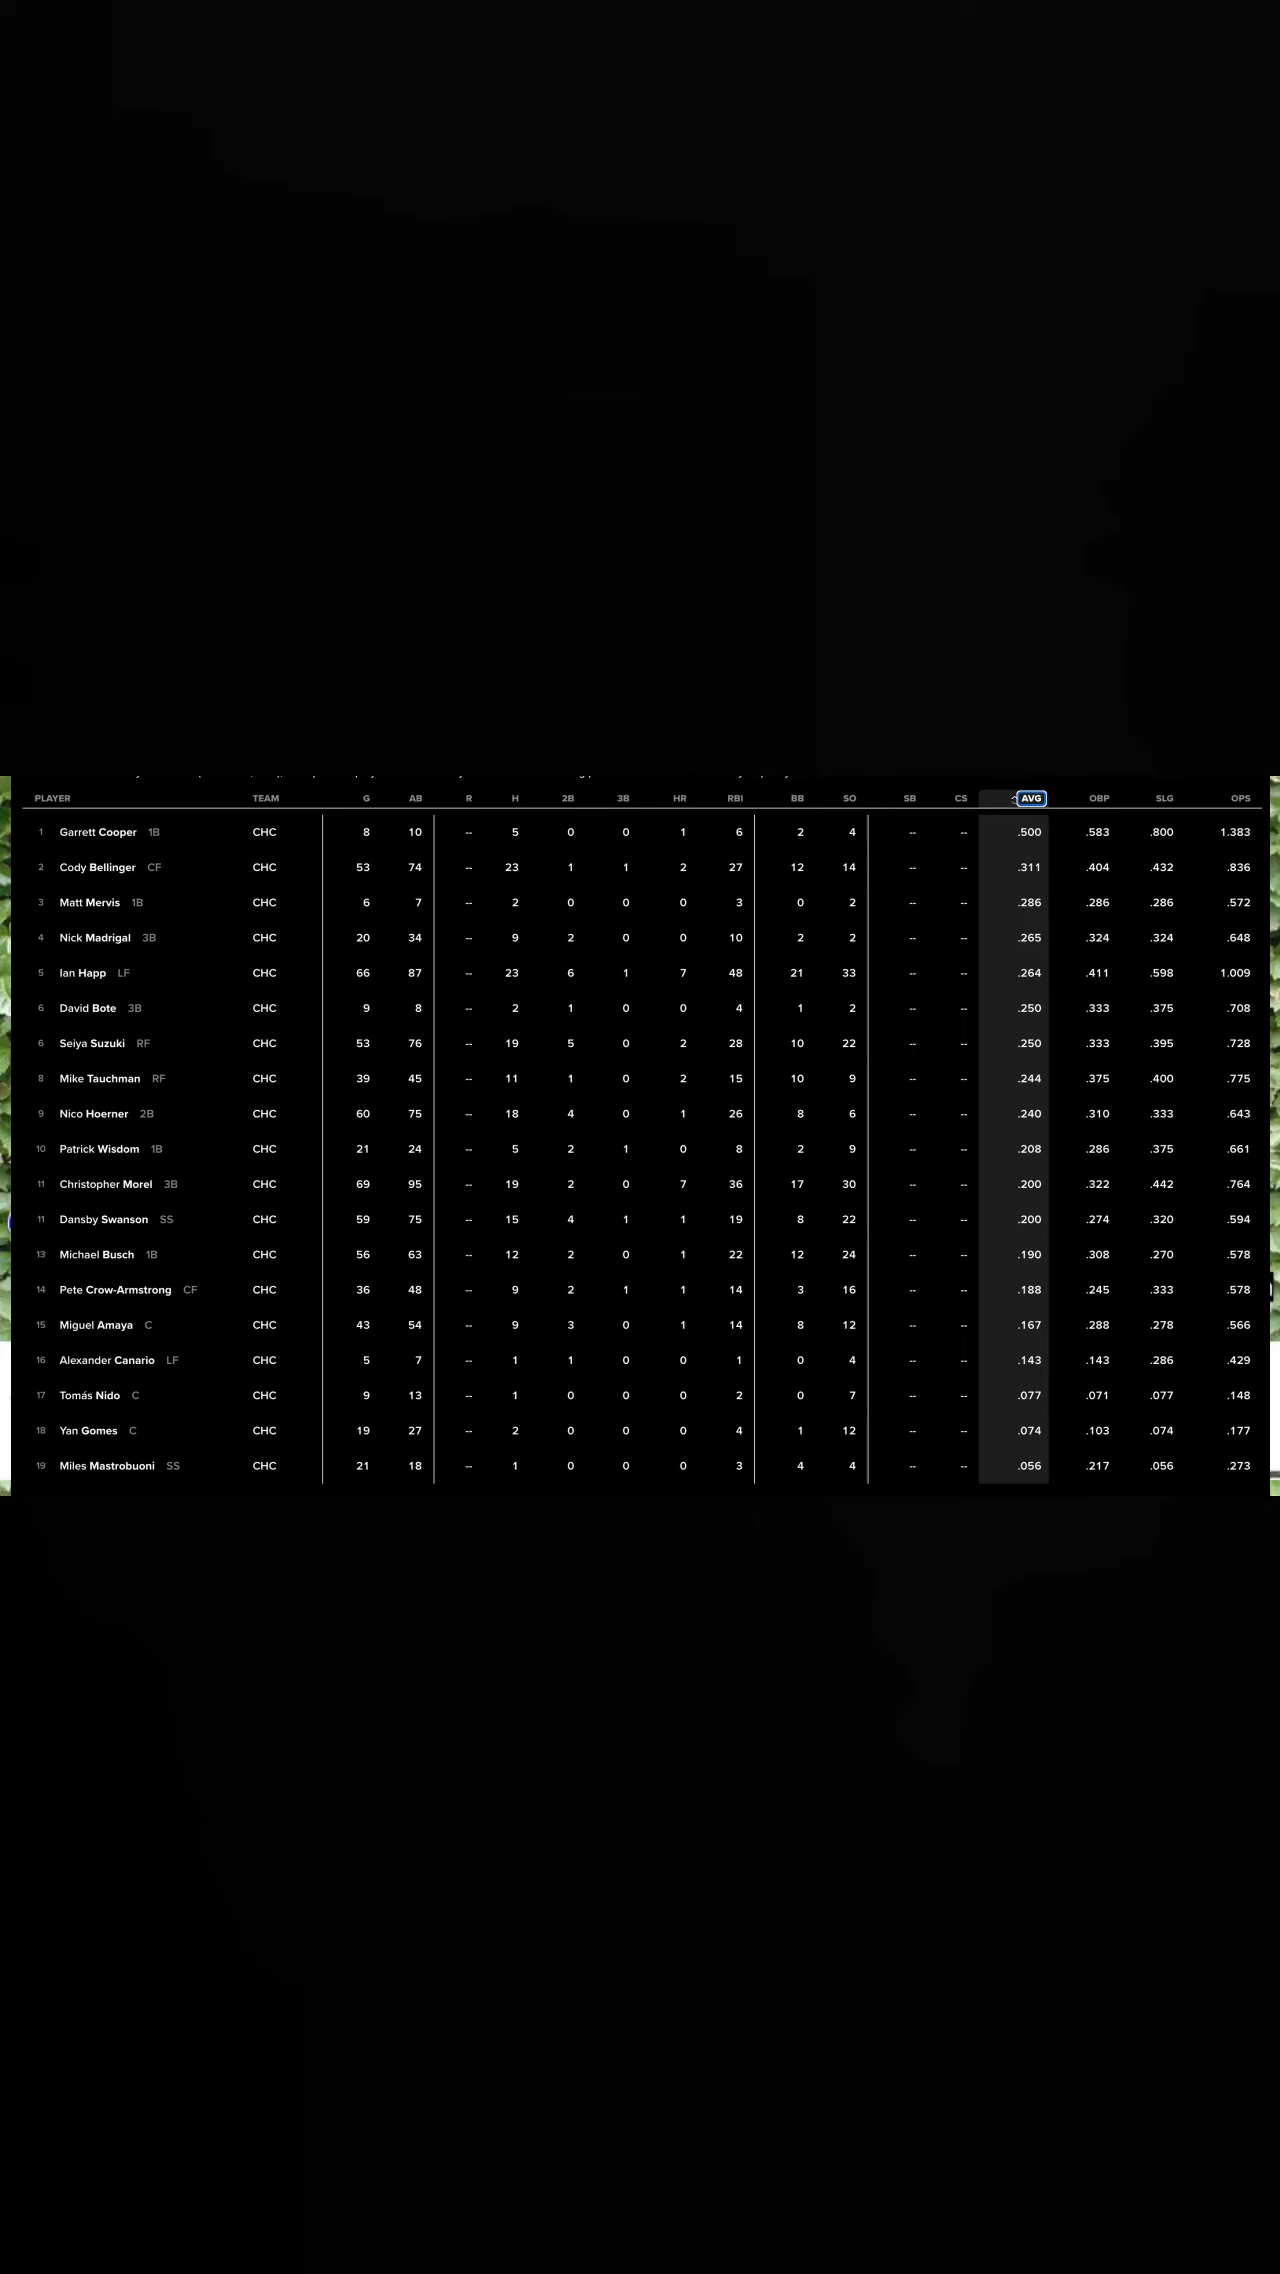 PLAYER TEAM G AB R H 2B 3B HR RBI BB SO SB CS AVG OBP SLG OPS
1 Garrett Cooper 1B CHC 8 10 -- 5 0 0 1 6 2 4 -- -- .500 .583 .800 1.383
2 Cody Bellinger CF CHC 53 74 -- 23 1 1 2 27 12 14 -- -- .311 .404 .432 .836
3 Matt Mervis 1B CHC 6 7 -- 2 0 0 0 3 0 2 -- -- .286 .286 .286 .572
4 Nick Madrigal 3B CHC 20 34 -- 9 2 0 0 10 2 2 -- -- .265 .324 .324 .648
5 Ian Happ LF CHC 66 87 -- 23 6 1 7 48 21 33 -- -- .264 .411 .598 1.009
6 David Bote 3B CHC 9 8 -- 2 1 0 0 4 1 2 -- -- .250 .333 .375 .708
6 Seiya Suzuki RF CHC 53 76 -- 19 5 0 2 28 10 22 -- -- .250 .333 .395 .728
8 Mike Tauchman RF CHC 39 45 -- 11 1 0 2 15 10 9 -- -- .244 .375 .400 .775
9 Nico Hoerner 2B CHC 60 75 -- 18 4 0 1 26 8 6 -- -- .240 .310 .333 .643
10 Patrick Wisdom 1B CHC 21 24 -- 5 2 1 0 8 2 9 -- -- .208 .286 .375 .661
11 Christopher Morel 3B CHC 69 95 -- 19 2 0 7 36 17 30 -- -- .200 .322 .442 .764
11 Dansby Swanson SS CHC 59 75 -- 15 4 1 1 19 8 22 -- -- .200 .274 .320 .594
13 Michael Busch 1B CHC 56 63 -- 12 2 0 1 22 12 24 -- -- .190 .308 .270 .578
14 Pete Crow-Armstrong CF CHC 36 48 -- 9 2 1 1 14 3 16 -- -- .188 .245 .333 .578
15 Miguel Amaya C CHC 43 54 -- 9 3 0 1 14 8 12 -- -- .167 .288 .278 .566
16 Alexander Canario LF CHC 5 7 -- 1 1 0 0 1 0 4 -- -- .143 .143 .286 .429
17 Tomás Nido C CHC 9 13 -- 1 0 0 0 2 0 7 -- -- .077 .071 .077 .148
18 Yan Gomes C CHC 19 27 -- 2 0 0 0 4 1 12 -- -- .074 .103 .074 .177
19 Miles Mastrobuoni SS CHC 21 18 -- 1 0 0 0 3 4 4 -- -- .056 .217 .056 .273